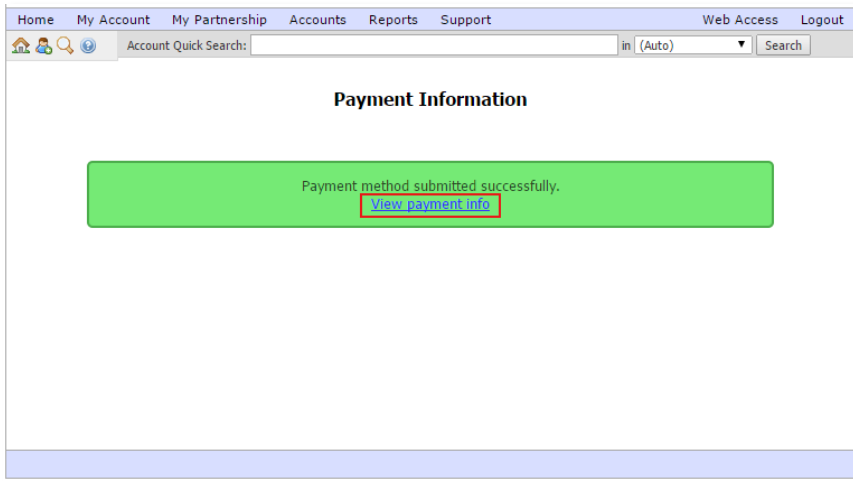 Home My Account My Partnership Accounts Reports Support Web Access Logout
Account Quick Search: in (Auto) Search
Payment Information
Payment method submitted successfully.
View payment info